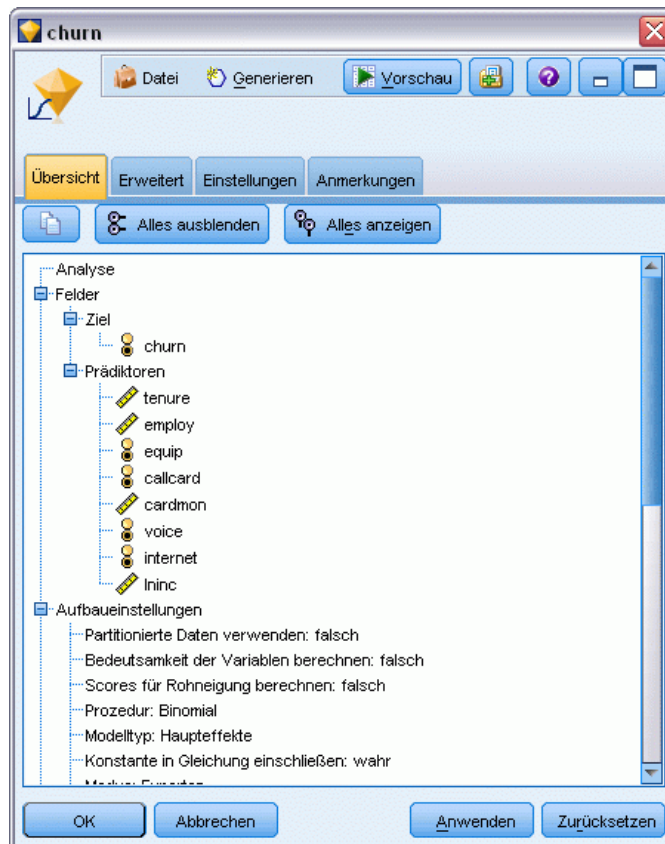 churn
Datei Generieren Vorschau
Übersicht Erweitert Einstellungen Anmerkungen
Alles ausblenden Alles anzeigen
Analyse
Felder
Ziel
churn
Prädiktoren
tenure
employ
equip
callcard
cardmon
voice
internet
lninc
Aufbaueinstellungen
Partitionierte Daten verwenden: falsch
Bedeutsamkeit der Variablen berechnen: falsch
Scores für Rohneigung berechnen: falsch
Prozedur: Binomial
Modelltyp: Haupteffekte
Konstante in Gleichung einschließen: wahr
OK Abbrechen Anwenden Zurücksetzen